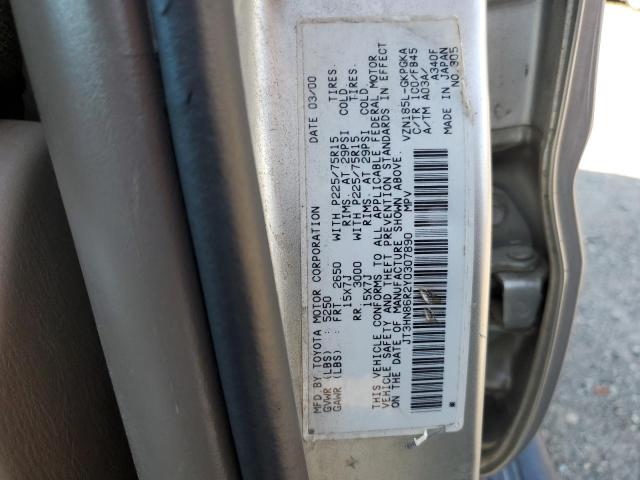 MFD. BY TOYOTA MOTOR CORPORATION DATE 03/00
GVWR (LBS) : 5250
GAWR (LBS) : FRT. 2650 WITH P225/75R15 TIRES.
15X7J RIMS. AT 29PSI COLD
RR. 3000 WITH P225/75R15 TIRES.
15X7J RIMS. AT 29PSI COLD
THIS VEHICLE CONFORMS TO ALL APPLICABLE FEDERAL MOTOR
VEHICLE SAFETY AND THEFT PREVENTION STANDARDS IN EFFECT
ON THE DATE OF MANUFACTURE SHOWN ABOVE.
JT3HN86R2Y0307890 MPV
VZN185L-GKPGKA
C/TR 1C0/FB45
A/TM A03A/ A340F
MADE IN JAPAN
NO.305